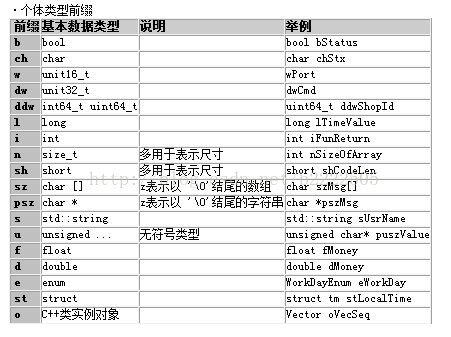 ·个体类型前缀
前缀 基本数据类型 说明 举例
b bool bool bStatus
ch char char chStx
w unit16_t wPort
dw unit32_t dwCmd
ddw int64_t uint64_t uint64_t ddwShopId
l long long lTimeValue
i int int iFunReturn
n size_t 多用于表示尺寸 int nSizeOfArray
sh short 多用于表示尺寸 short shCodeLen
sz char [] z表示以 '\0'结尾的数组 char szMsg[]
psz char * z表示以 '\0'结尾的字符串 char *pszMsg
s std::string std::string sUsrName
u unsigned ... 无符号类型 unsigned char* puszValue
f float float fMoney
d double double dMoney
e enum WorkDayEnum eWorkDay
st struct struct tm stLocalTime
o C++类实例对象 Vector oVecSeq